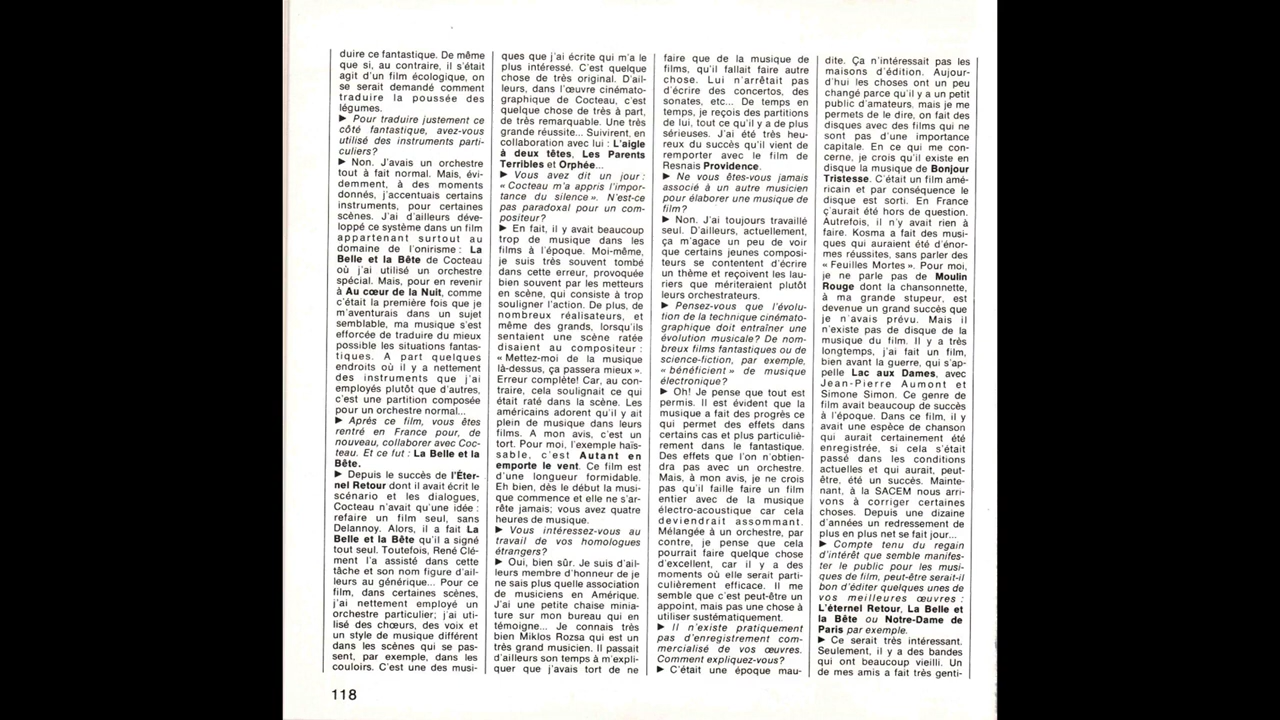 duire ce fantastique. De même
que si, au contraire, il s'était
agit d'un film écologique, on
se serait demandé comment
traduire la poussée des
légumes.
► Pour traduire justement ce
côté fantastique, avez-vous
utilisé des instruments parti-
culiers?
► Non. J'avais un orchestre
tout à fait normal. Mais, évi-
demment, à des moments
donnés, j'accentuais certains
instruments, pour certaines
scènes. J'ai d'ailleurs déve-
loppé ce système dans un film
appartenant surtout au
domaine de l'onirisme : La
Belle et la Bête de Cocteau
où j'ai utilisé un orchestre
spécial. Mais, pour en revenir
à Au cœur de la Nuit, comme
c'était la première fois que je
m'aventurais dans un sujet
semblable, ma musique s'est
efforcée de traduire du mieux
possible les situations fantas-
tiques. A part quelques
endroits où il y a nettement
des instruments que j'ai
employés plutôt que d'autres,
c'est une partition composée
pour un orchestre normal...
► Après ce film, vous êtes
rentré en France pour, de
nouveau, collaborer avec Coc-
teau. Et ce fut : La Belle et la
Bête.
► Depuis le succès de l'Éter-
nel Retour dont il avait écrit le
scénario et les dialogues,
Cocteau n'avait qu'une idée :
refaire un film seul, sans
Delannoy. Alors, il a fait La
Belle et la Bête qu'il a signé
tout seul. Toutefois, René Clé-
ment l'a assisté dans cette
tâche et son nom figure d'ail-
leurs au générique... Pour ce
film, dans certaines scènes,
j'ai nettement employé un
orchestre particulier; j'ai uti-
lisé des chœurs, des voix et
un style de musique différent
dans les scènes qui se pas-
sent, par exemple, dans les
couloirs. C'est une des musi-
ques que j'ai écrite qui m'a le
plus intéressé. C'est quelque
chose de très original. D'ail-
leurs, dans l'œuvre cinémato-
graphique de Cocteau, c'est
quelque chose de très à part,
de très remarquable. Une très
grande réussite... Suivirent, en
collaboration avec lui : L'aigle
à deux têtes, Les Parents
Terribles et Orphée...
► Vous avez dit un jour :
« Cocteau m'a appris l'impor-
tance du silence ». N'est-ce
pas paradoxal pour un com-
positeur?
► En fait, il y avait beaucoup
trop de musique dans les
films à l'époque. Moi-même,
je suis très souvent tombé
dans cette erreur, provoquée
bien souvent par les metteurs
en scène, qui consiste à trop
souligner l'action. De plus, de
nombreux réalisateurs, et
même des grands, lorsqu'ils
sentaient une scène ratée
disaient au compositeur :
« Mettez-moi de la musique
là-dessus, ça passera mieux ».
Erreur complète! Car, au con-
traire, cela soulignait ce qui
était raté dans la scène. Les
américains adorent qu'il y ait
plein de musique dans leurs
films. A mon avis, c'est un
tort. Pour moi, l'exemple haïs-
sable, c'est Autant en
emporte le vent. Ce film est
d'une longueur formidable.
Eh bien, dès le début la musi-
que commence et elle ne s'ar-
rête jamais; vous avez quatre
heures de musique.
► Vous intéressez-vous au
travail de vos homologues
étrangers?
► Oui, bien sûr. Je suis d'ail-
leurs membre d'honneur de je
ne sais plus quelle association
de musiciens en Amérique.
J'ai une petite chaise minia-
ture sur mon bureau qui en
témoigne... Je connais très
bien Miklos Rozsa qui est un
très grand musicien. Il passait
d'ailleurs son temps à m'expli-
quer que j'avais tort de ne
faire que de la musique de
films, qu'il fallait faire autre
chose. Lui n'arrêtait pas
d'écrire des concertos, des
sonates, etc... De temps en
temps, je reçois des partitions
de lui, tout ce qu'il y a de plus
sérieuses. J'ai été très heu-
reux du succès qu'il vient de
remporter avec le film de
Resnais Providence.
► Ne vous êtes-vous jamais
associé à un autre musicien
pour élaborer une musique de
film?
► Non. J'ai toujours travaillé
seul. D'ailleurs, actuellement,
ça m'agace un peu de voir
que certains jeunes composi-
teurs se contentent d'écrire
un thème et reçoivent les lau-
riers que mériteraient plutôt
leurs orchestrateurs.
► Pensez-vous que l'évolu-
tion de la technique cinémato-
graphique doit entraîner une
évolution musicale? De nom-
breux films fantastiques ou de
science-fiction, par exemple,
« bénéficient » de musique
électronique?
► Oh! Je pense que tout est
permis. Il est évident que la
musique a fait des progrès ce
qui permet des effets dans
certains cas et plus particuliè-
rement dans le fantastique.
Des effets que l'on n'obtien-
dra pas avec un orchestre.
Mais, à mon avis, je ne crois
pas qu'il faille faire un film
entier avec de la musique
électro-acoustique car cela
deviendrait assommant.
Mélangée à un orchestre, par
contre, je pense que cela
pourrait faire quelque chose
d'excellent, car il y a des
moments où elle serait parti-
culièrement efficace. Il me
semble que c'est peut-être un
appoint, mais pas une chose à
utiliser sustématiquement.
► Il n'existe pratiquement
pas d'enregistrement com-
mercialisé de vos œuvres.
Comment expliquez-vous?
► C'était une époque mau-
dite. Ça n'intéressait pas les
maisons d'édition. Aujour-
d'hui les choses ont un peu
changé parce qu'il y a un petit
public d'amateurs, mais je me
permets de le dire, on fait des
disques avec des films qui ne
sont pas d'une importance
capitale. En ce qui me con-
cerne, je crois qu'il existe en
disque la musique de Bonjour
Tristesse. C'était un film amé-
ricain et par conséquence le
disque est sorti. En France
ç'aurait été hors de question.
Autrefois, il n'y avait rien à
faire. Kosma a fait des musi-
ques qui auraient été d'énor-
mes réussites, sans parler des
« Feuilles Mortes ». Pour moi,
je ne parle pas de Moulin
Rouge dont la chansonnette,
à ma grande stupeur, est
devenue un grand succès que
je n'avais prévu. Mais il
n'existe pas de disque de la
musique du film. Il y a très
longtemps, j'ai fait un film,
bien avant la guerre, qui s'ap-
pelle Lac aux Dames, avec
Jean-Pierre Aumont et
Simone Simon. Ce genre de
film avait beaucoup de succès
à l'époque. Dans ce film, il y
avait une espèce de chanson
qui aurait certainement été
enregistrée, si cela s'était
passé dans les conditions
actuelles et qui aurait, peut-
être, été un succès. Mainte-
nant, à la SACEM nous arri-
vons à corriger certaines
choses. Depuis une dizaine
d'années un redressement de
plus en plus net se fait jour...
► Compte tenu du regain
d'intérêt que semble manifes-
ter le public pour les musi-
ques de film, peut-être serait-il
bon d'éditer quelques unes de
vos meilleures œuvres :
L'éternel Retour, La Belle et
la Bête ou Notre-Dame de
Paris par exemple.
► Ce serait très intéressant.
Seulement, il y a des bandes
qui ont beaucoup vieilli. Un
de mes amis a fait très genti-
118